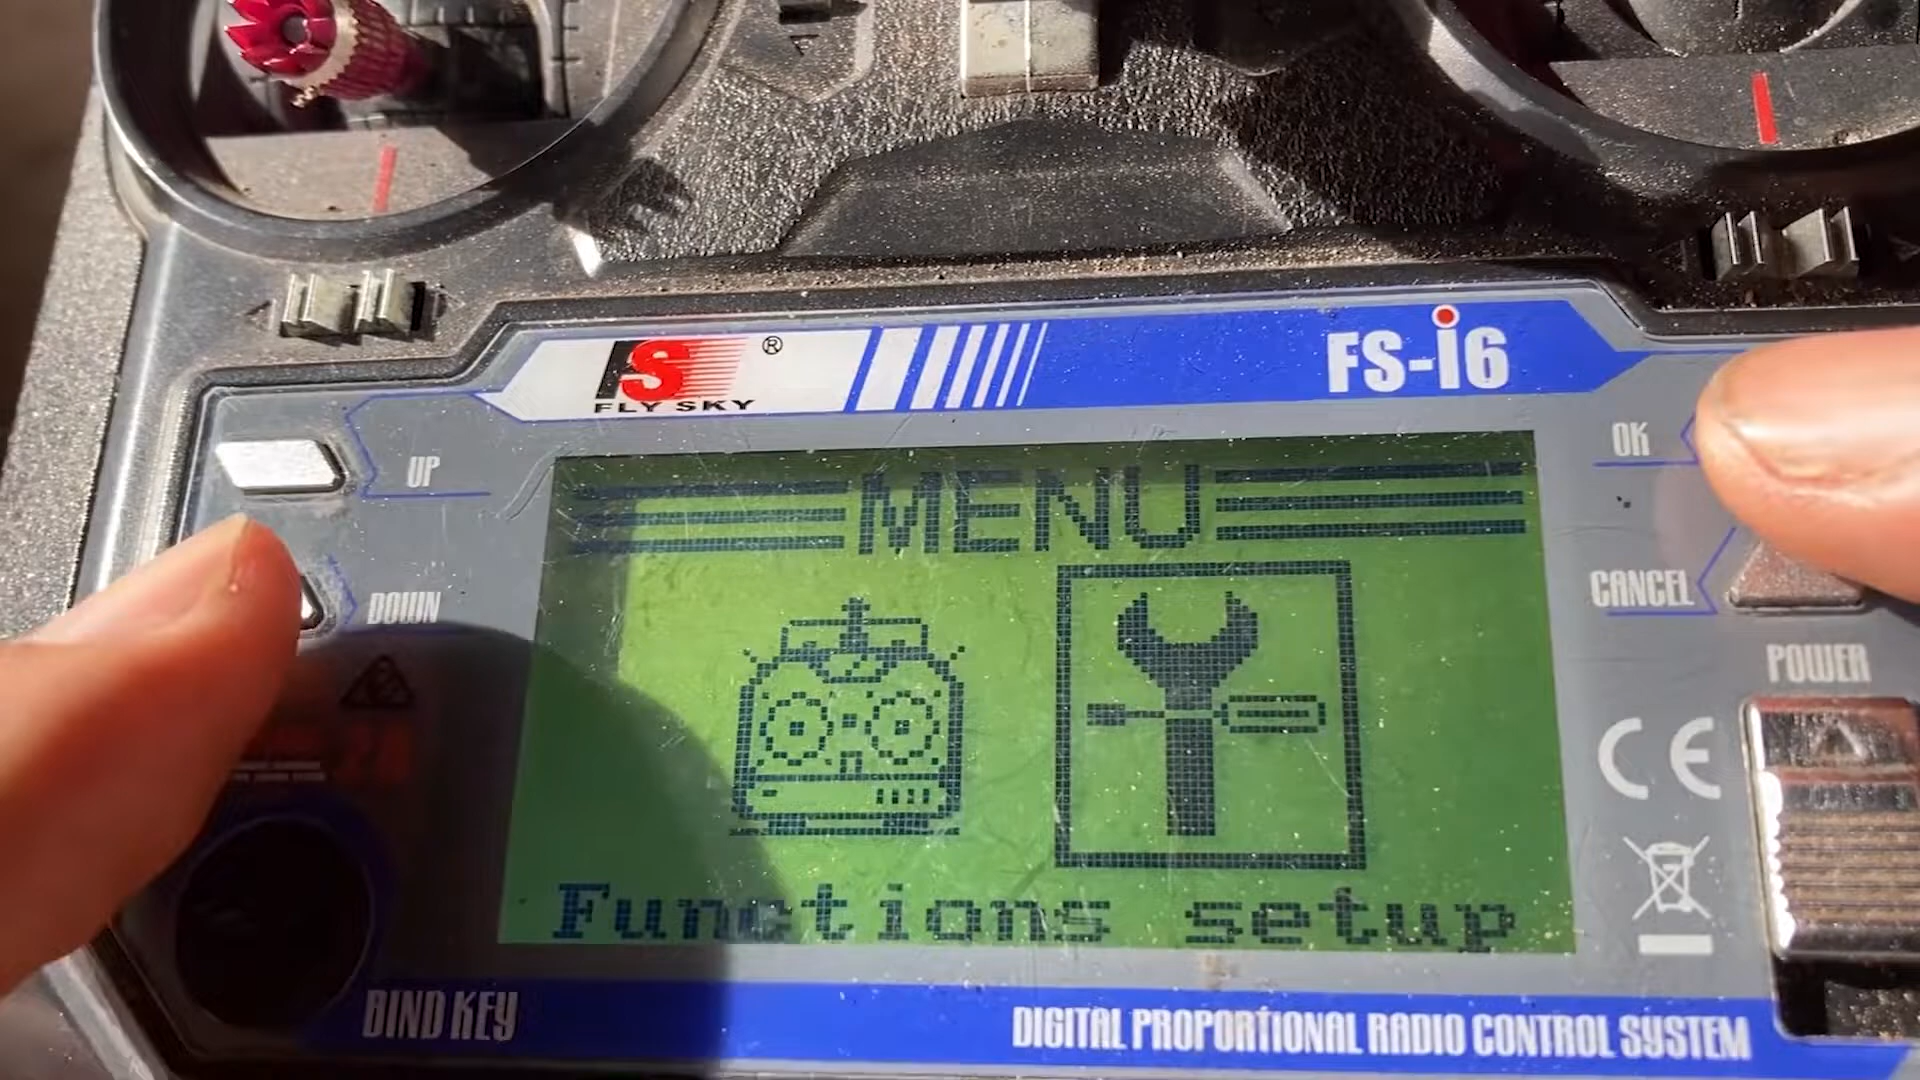 FS ®
FLY SKY
FS-i6
UP
OK
MENU
DOWN
CANCEL
POWER
CE
Functions setup
BIND KEY
DIGITAL PROPORTIONAL RADIO CONTROL SYSTEM